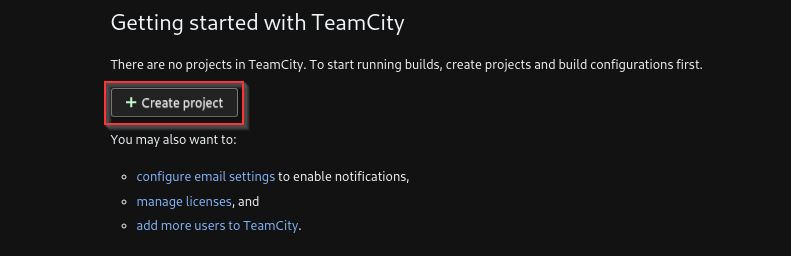 Getting started with TeamCity
There are no projects in TeamCity. To start running builds, create projects and build configurations first.
+ Create project
You may also want to:
configure email settings to enable notifications,
manage licenses, and
add more users to TeamCity.